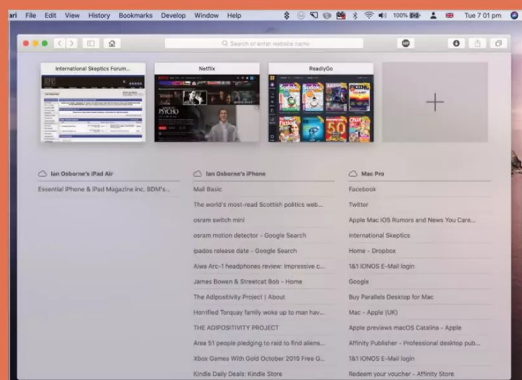 ari File Edit View History Bookmarks Develop Window Help 100% Tue 7 01 pm
Search or enter website name
International Skeptics Forum...
Netflix
ReadlyGo
PSYCHO
50
Ian Osborne's iPad Air
Essential iPhone & iPad Magazine inc. BDM's...
Ian Osborne's iPhone
Mail Basic
The world's most-read Scottish politics web...
osram switch mini
osram motion detector - Google Search
ipados release date - Google Search
Aiwa Arc-1 headphones review: Impressive c...
James Bowen & Streetcat Bob - Home
The Adipositivity Project | About
Horrified Torquay family woke up to man hav...
THE ADIPOSITIVITY PROJECT
Area 51 people pledging to raid to find aliens...
Xbox Games With Gold October 2015 Free G...
Kindle Daily Deals: Kindle Store
Mac Pro
Facebook
Twitter
Apple Mac iOS Rumors and News You Care...
International Skeptics
Home - Dropbox
1&1 IONOS E-Mail login
Google
Buy Parallels Desktop for Mac
Mac - Apple (UK)
Apple previews macOS Catalina - Apple
Affinity Publisher - Professional desktop pub...
1&1 IONOS E-Mail login
Redeem your voucher - Affinity Store